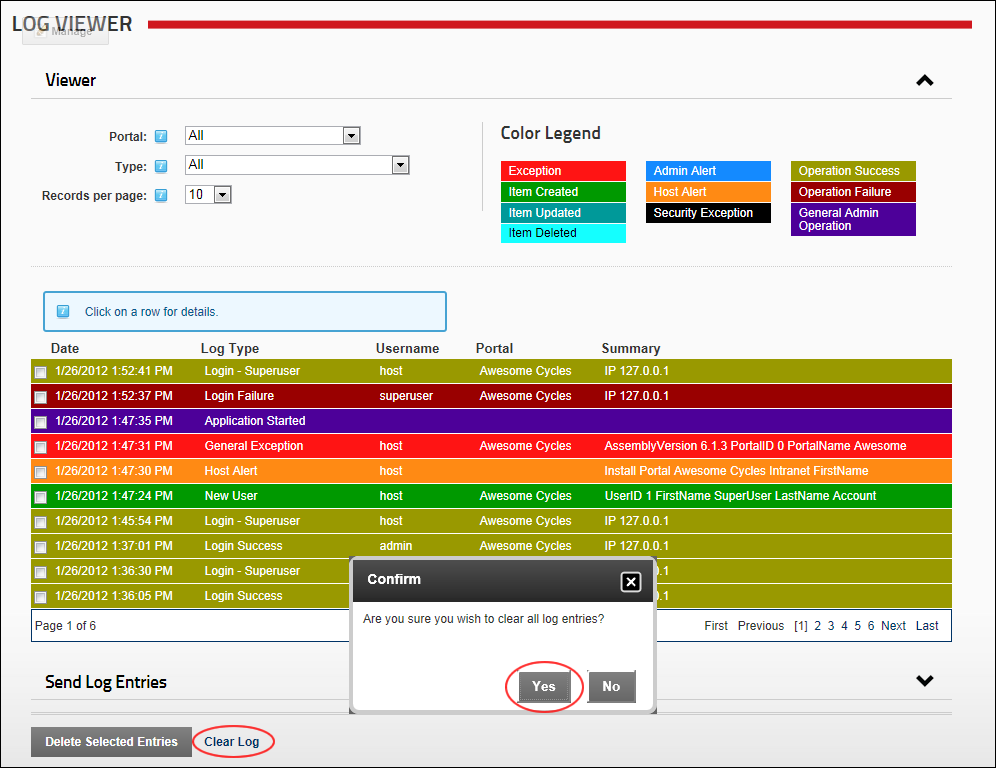 LOG VIEWER
Manage
Viewer
Portal: All
Type: All
Records per page: 10
Color Legend
Exception Admin Alert Operation Success
Item Created Host Alert Operation Failure
Item Updated Security Exception General Admin
Operation
Item Deleted
Click on a row for details.
Date Log Type Username Portal Summary
1/26/2012 1:52:41 PM Login - Superuser host Awesome Cycles IP 127.0.0.1
1/26/2012 1:52:37 PM Login Failure superuser Awesome Cycles IP 127.0.0.1
1/26/2012 1:47:35 PM Application Started
1/26/2012 1:47:31 PM General Exception host Awesome Cycles AssemblyVersion 6.1.3 PortalID 0 PortalName Awesome
1/26/2012 1:47:30 PM Host Alert host Install Portal Awesome Cycles Intranet FirstName
1/26/2012 1:47:24 PM New User host Awesome Cycles UserID 1 FirstName SuperUser LastName Account
1/26/2012 1:45:54 PM Login - Superuser host Awesome Cycles IP 127.0.0.1
1/26/2012 1:37:01 PM Login Success admin Awesome Cycles IP 127.0.0.1
1/26/2012 1:36:30 PM Login - Superuser .1
1/26/2012 1:36:05 PM Login Success .1
Confirm
Are you sure you wish to clear all log entries?
Yes No
Page 1 of 6 First Previous [1] 2 3 4 5 6 Next Last
Send Log Entries
Delete Selected Entries Clear Log